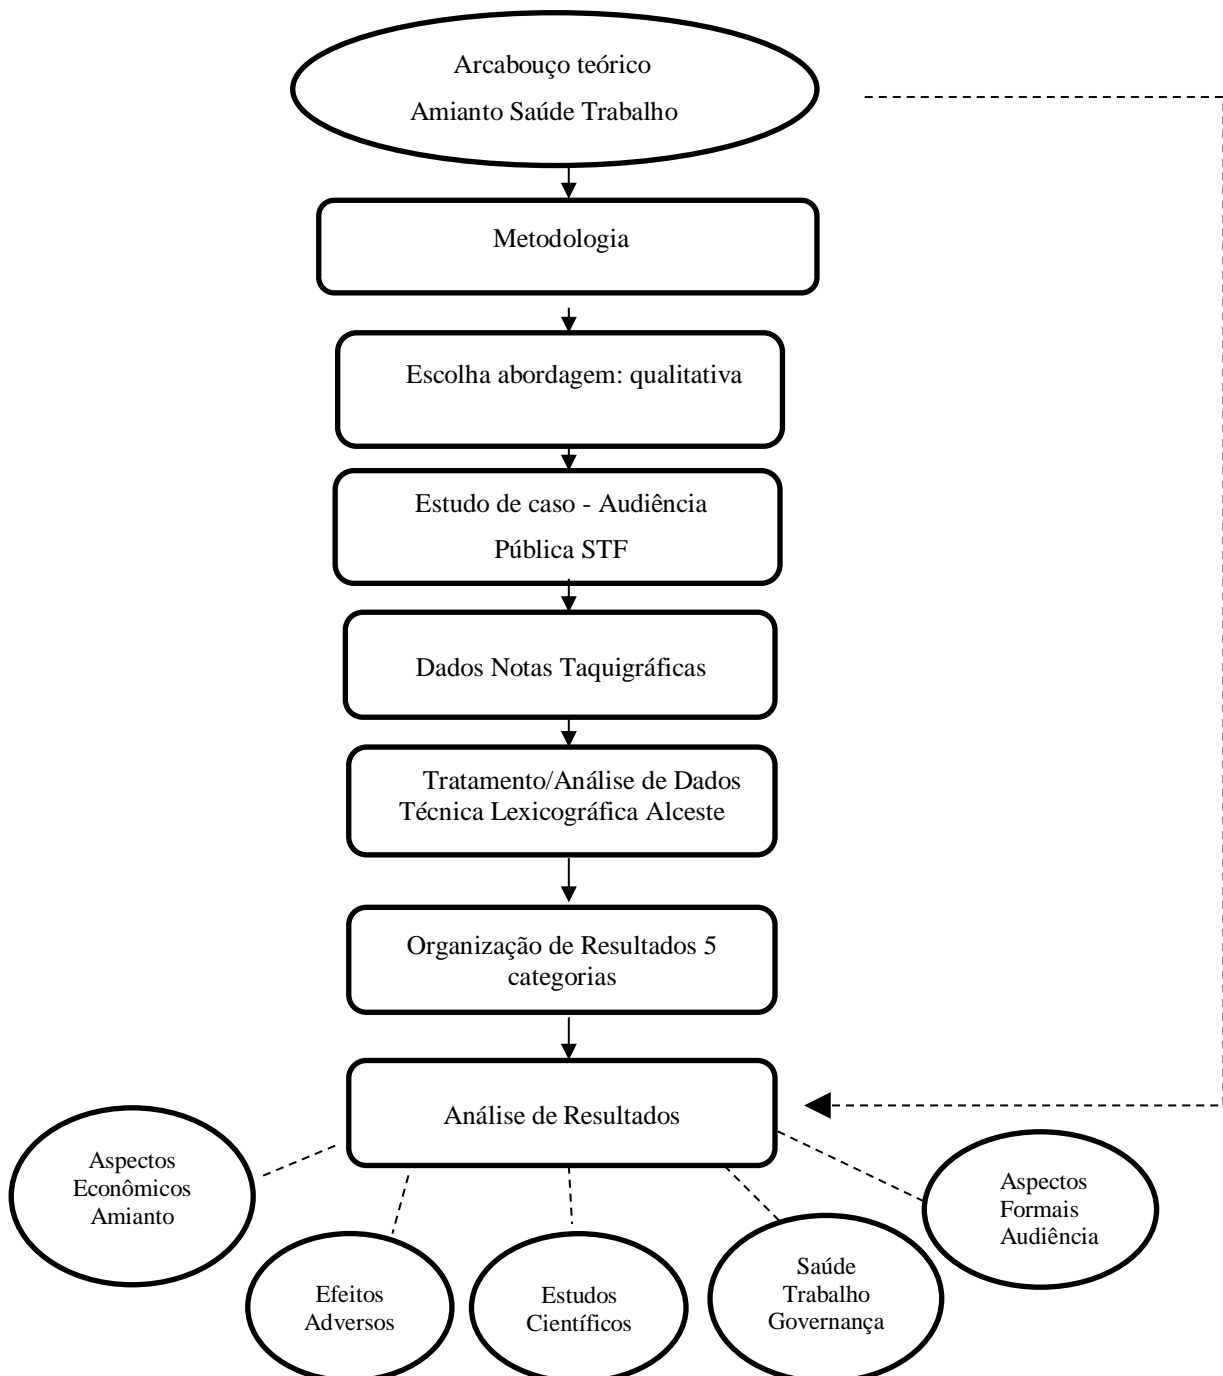 Arcabouço teórico
Amianto Saúde Trabalho
Metodologia
Escolha abordagem: qualitativa
Estudo de caso - Audiência
Pública STF
Dados Notas Taquigráficas
Tratamento/Análise de Dados
Técnica Lexicográfica Alceste
Organização de Resultados 5
categorias
Análise de Resultados
Aspectos
Econômicos
Amianto
Efeitos
Adversos
Estudos
Científicos
Saúde
Trabalho
Governança
Aspectos
Formais
Audiência